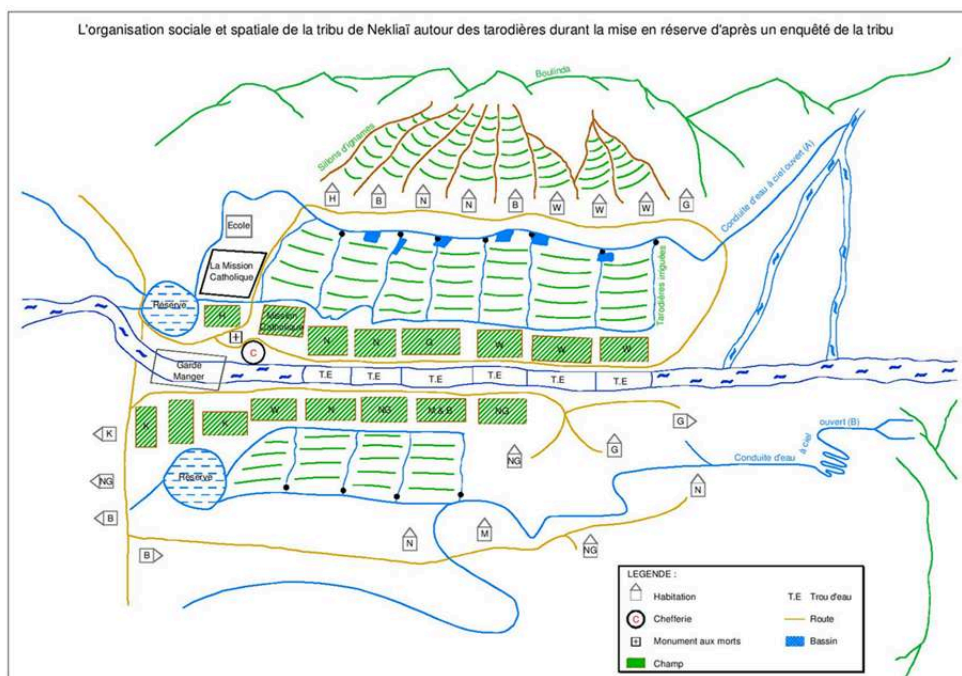 L'organisation sociale et spatiale de la tribu de Nekliaï autour des tarodières durant la mise en réserve d'après un enquêté de la tribu
Boulinda
Sillons d'ignames
Conduite d'eau à ciel ouvert (A)
H
B
N
N
B
W
W
W
G
Ecole
La Mission
Catholique
Tarodières irriguées
Réserve
H
Mission
Catholique
N
N
G
W
W
W
C
Garde
Manger
T.E
T.E
T.E
T.E
T.E
T.E
K
K
W
N
NG
M & B
NG
K
G
G
NG
ouvert (B)
à ciel
Conduite d'eau
Réserve
NG
N
B
N
M
NG
B
LEGENDE :
Habitation
T.E
Trou d'eau
C
Chefferie
Route
Monument aux morts
Bassin
Champ